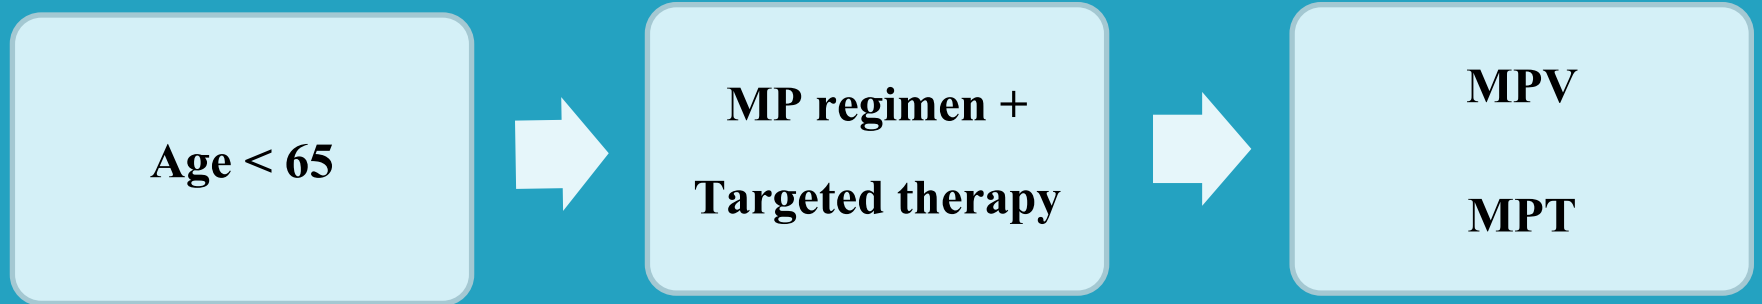 Age < 65
MP regimen +
Targeted therapy
MPV
MPT